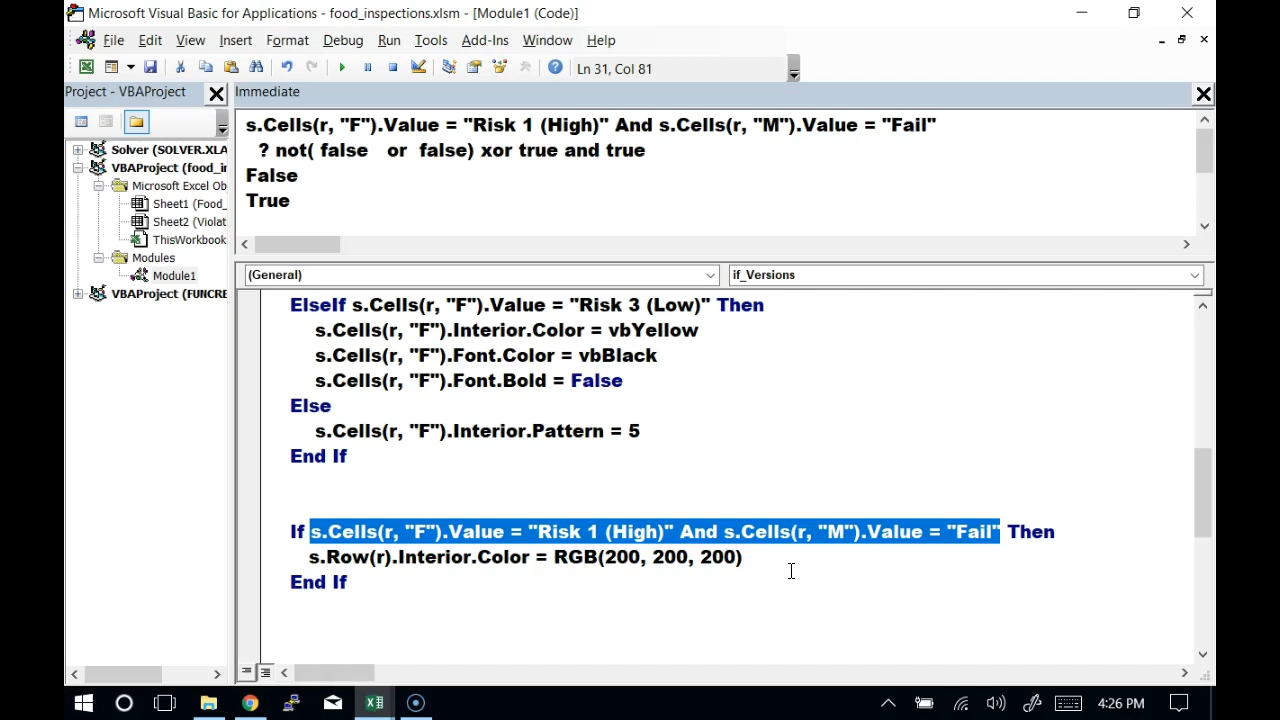 Microsoft Visual Basic for Applications - food_inspections.xlsm - [Module1 (Code)]
File Edit View Insert Format Debug Run Tools Add-Ins Window Help
Ln 31, Col 81
Project - VBAProject
Immediate
s.Cells(r, "F").Value = "Risk 1 (High)" And s.Cells(r, "M").Value = "Fail"
? not( false or false) xor true and true
False
True
Solver (SOLVER.XLA
VBAProject (food_ir
Microsoft Excel Ob
Sheet1 (Food_
Sheet2 (Violat
ThisWorkbook
Modules
Module1
VBAProject (FUNCRE
(General) if_Versions
ElseIf s.Cells(r, "F").Value = "Risk 3 (Low)" Then
s.Cells(r, "F").Interior.Color = vbYellow
s.Cells(r, "F").Font.Color = vbBlack
s.Cells(r, "F").Font.Bold = False
Else
s.Cells(r, "F").Interior.Pattern = 5
End If
If s.Cells(r, "F").Value = "Risk 1 (High)" And s.Cells(r, "M").Value = "Fail" Then
s.Row(r).Interior.Color = RGB(200, 200, 200)
End If
4:26 PM